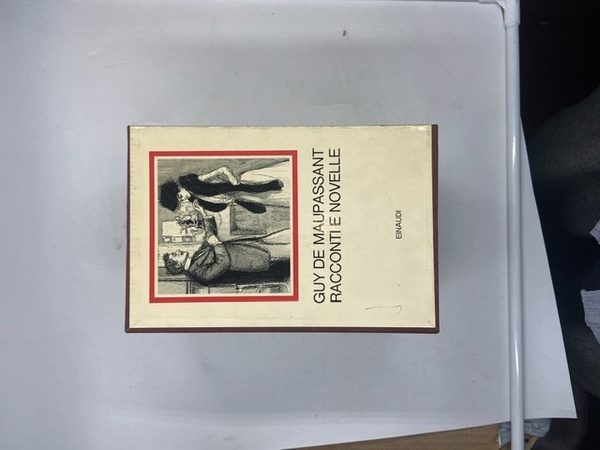 GUY DE MAUPASSANT
RACCONTI E NOVELLE
EINAUDI